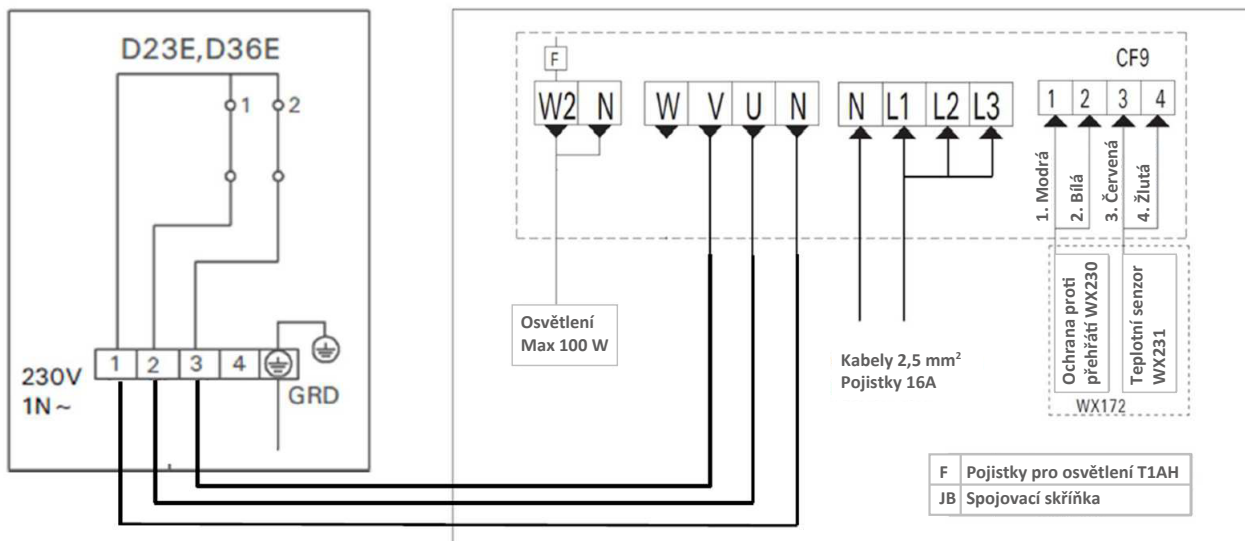 D23E,D36E
1
2
1 2 3 4
230V
1N ~
GRD
F
W2 N
W V U N
N L1 L2 L3
CF9
1 2 3 4
1. Modrá
2. Bílá
3. Červená
4. Žlutá
Osvětlení
Max 100 W
Kabely 2,5 mm²
Pojistky 16A
Ochrana proti
přehřátí WX230
Teplotní senzor
WX231
WX172
F Pojistky pro osvětlení T1AH
JB Spojovací skříňka